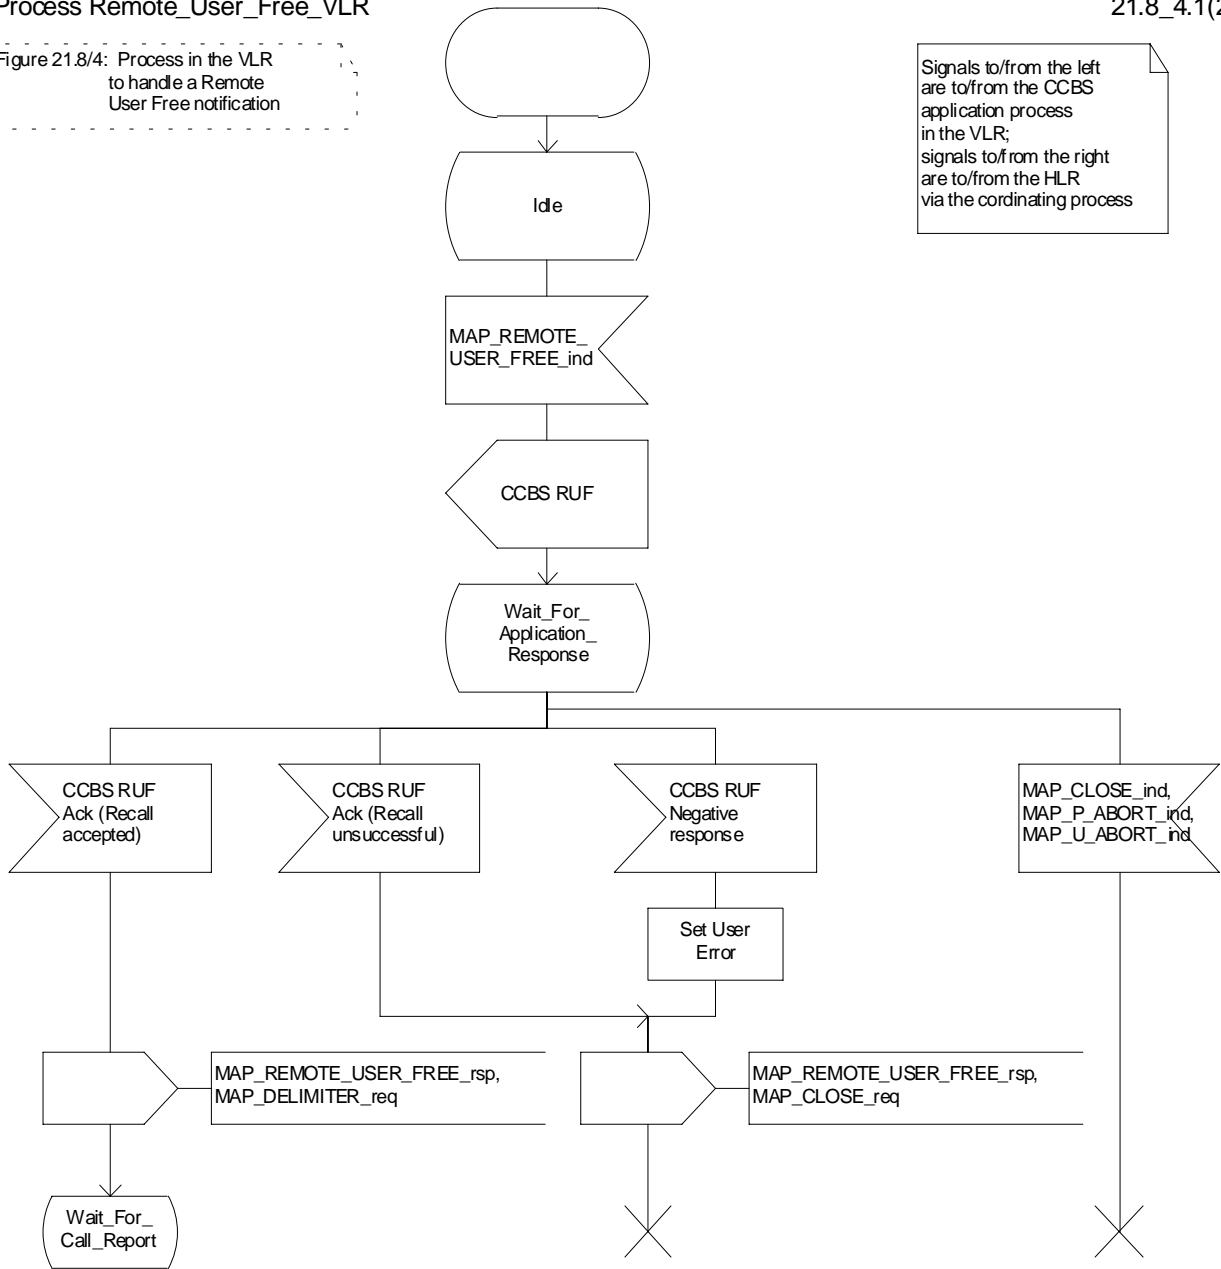 Process Remote_User_Free_VLR
21.8_4.1(2
Figure 21.8/4: Process in the VLR
to handle a Remote
User Free notification
Signals to/from the left
are to/from the CCBS
application process
in the VLR;
signals to/from the right
are to/from the HLR
via the cordinating process
Idle
MAP_REMOTE_
USER_FREE_ind
CCBS RUF
Wait_For_
Application_
Response
CCBS RUF
Ack (Recall
accepted)
CCBS RUF
Ack (Recall
unsuccessful)
CCBS RUF
Negative
response
MAP_CLOSE_ind,
MAP_P_ABORT_ind,
MAP_U_ABORT_ind
Set User
Error
MAP_REMOTE_USER_FREE_rsp,
MAP_DELIMITER_req
MAP_REMOTE_USER_FREE_rsp,
MAP_CLOSE_req
Wait_For_
Call_Report